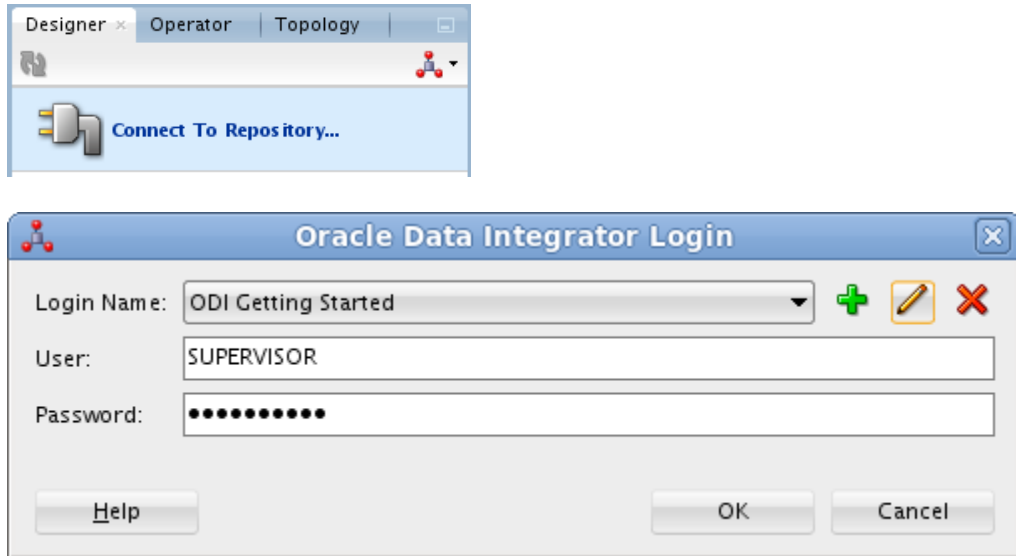 Designer Operator Topology
Connect To Repository...
Oracle Data Integrator Login
Login Name: ODI Getting Started
User: SUPERVISOR
Password: ••••••••••
Help OK Cancel